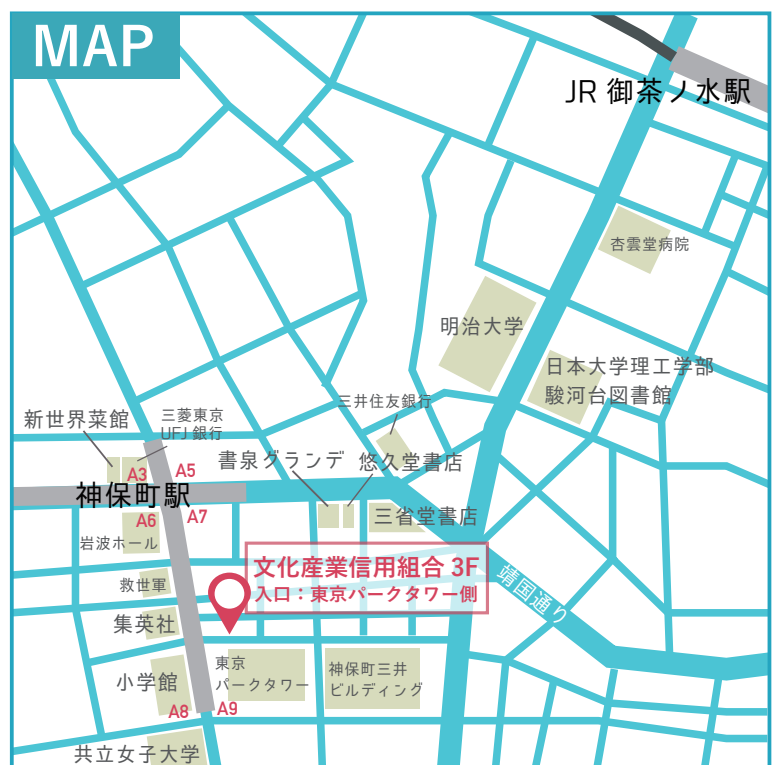 MAP
JR 御茶ノ水駅
杏雲堂病院
明治大学
日本大学理工学部
駿河台図書館
三井住友銀行
新世界菜館
三菱東京
UFJ 銀行
書泉グランデ
悠久堂書店
A3
A5
神保町駅
A6
A7
三省堂書店
岩波ホール
文化産業信用組合 3F
入口：東京パークタワー側
靖国通り
救世軍
集英社
小学館
東京
パークタワー
神保町三井
ビルディング
A8
A9
共立女子大学